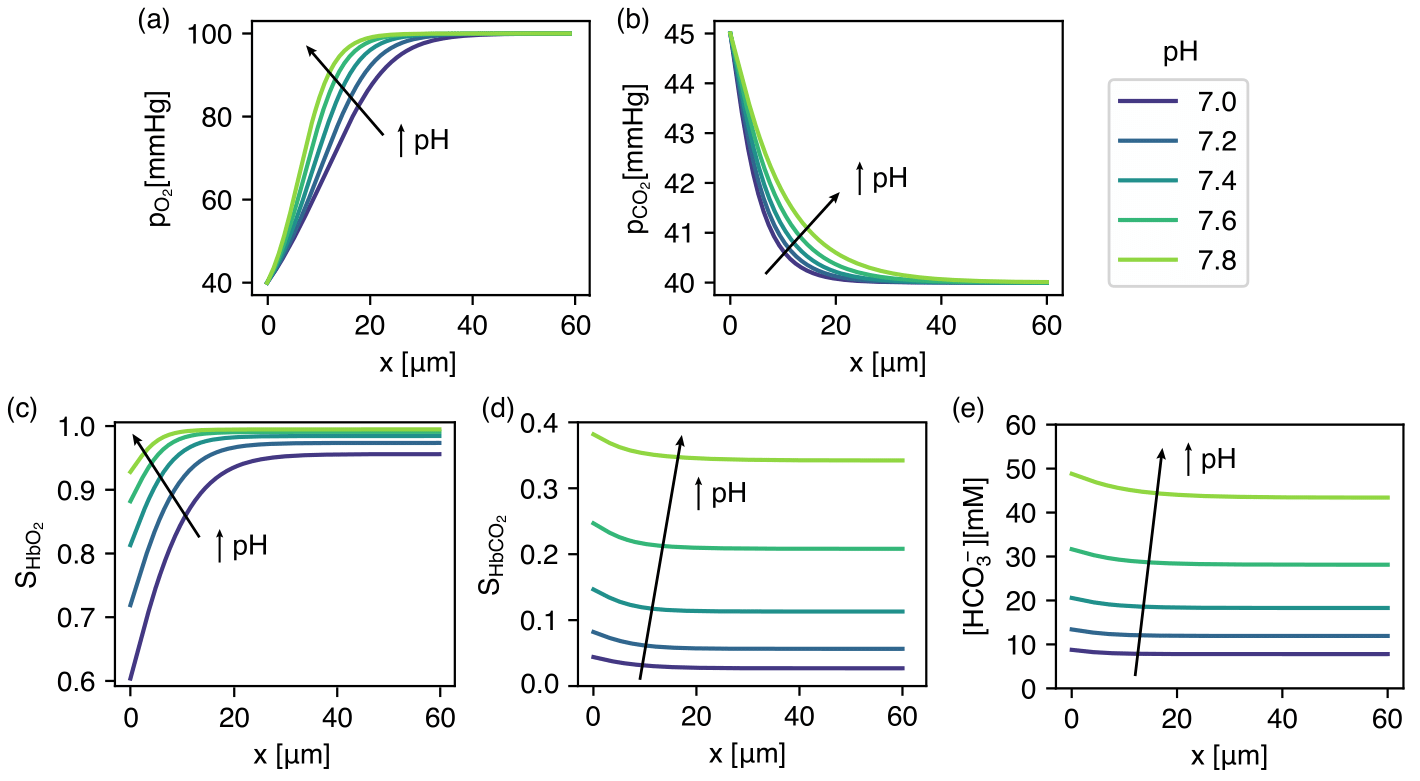 (a)
100
80
60
40
pO2[mmHg]
↑ pH
0 20 40 60
x [μm]
(b)
45
44
43
42
41
40
pCO2[mmHg]
↑ pH
0 20 40 60
x [μm]
pH
7.0
7.2
7.4
7.6
7.8
(c)
1.0
0.9
0.8
0.7
0.6
SHbO2
↑ pH
0 20 40 60
x [μm]
(d)
0.4
0.3
0.2
0.1
0.0
SHbCO2
↑ pH
0 20 40 60
x [μm]
(e)
60
50
40
30
20
10
0
[HCO3−][mM]
↑ pH
0 20 40 60
x [μm]